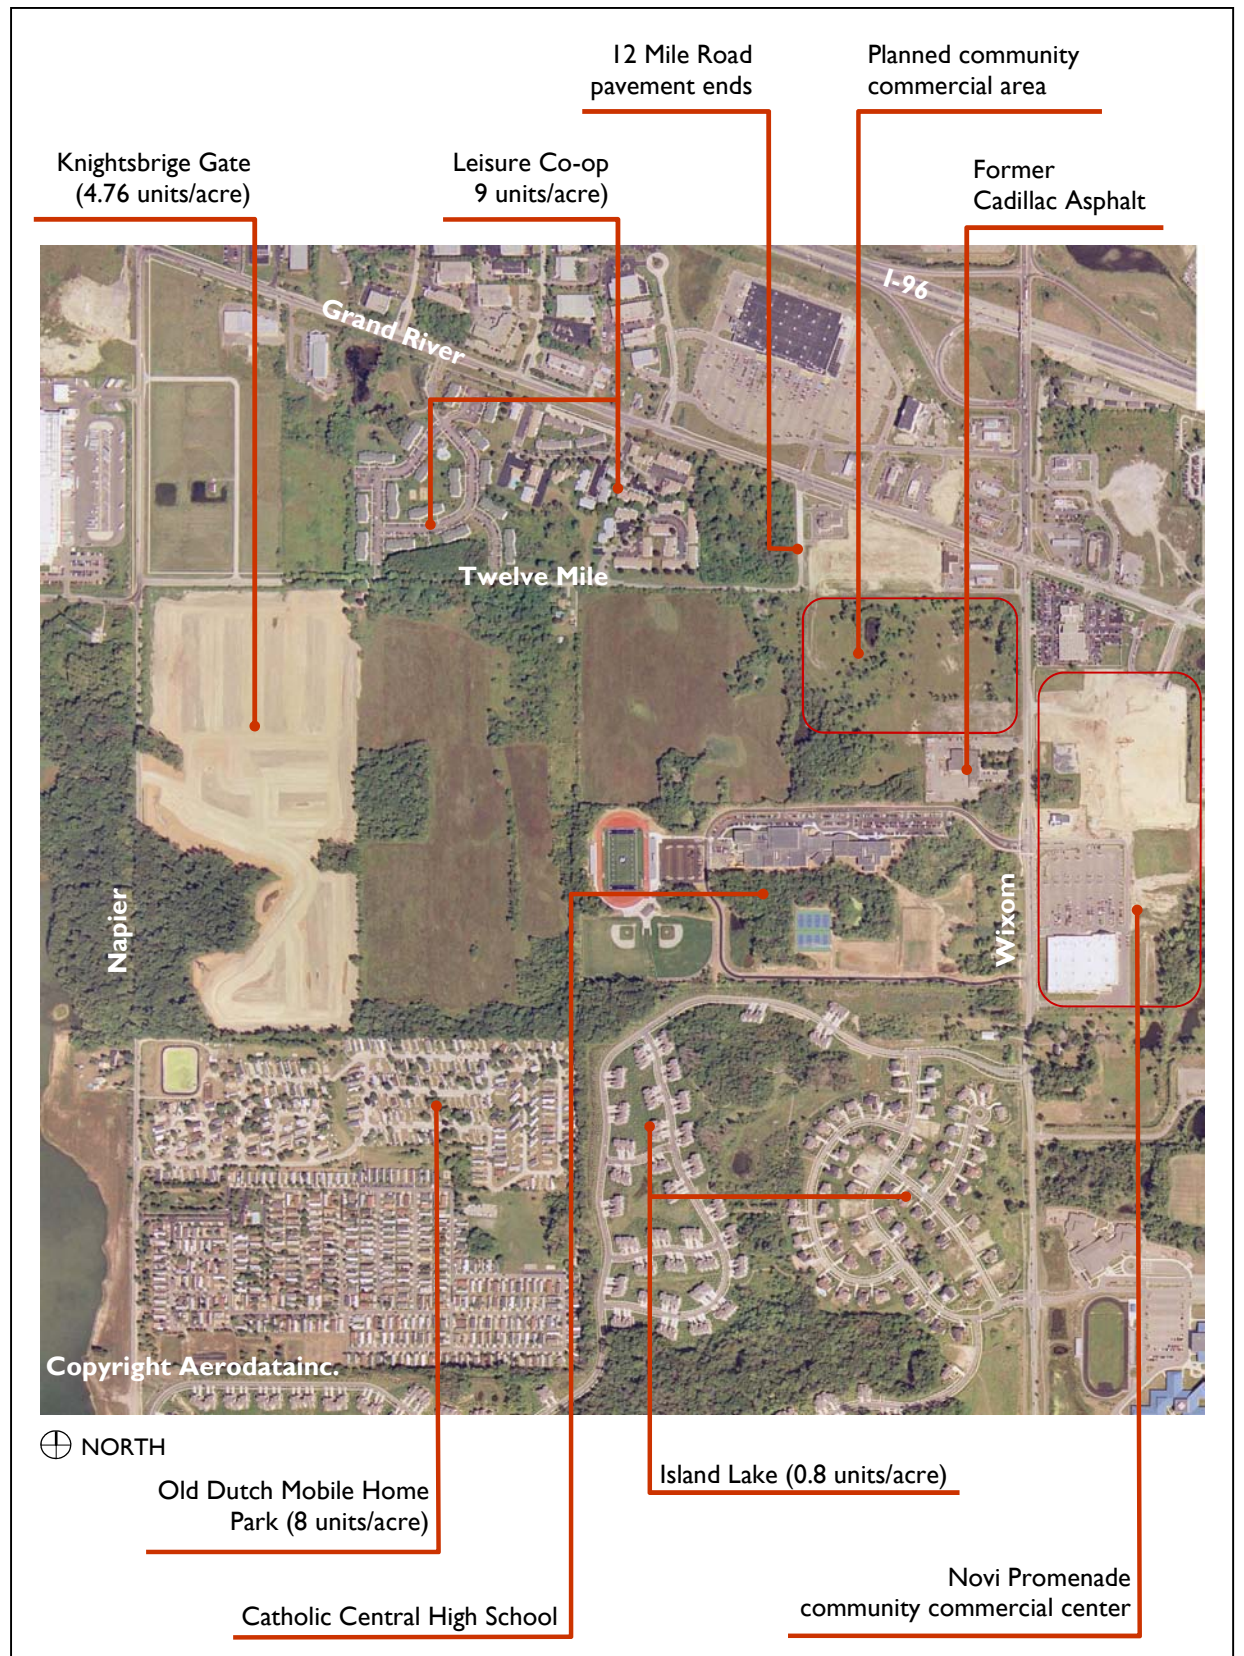 12 Mile Road
pavement ends
Planned community
commercial area
Knightsbrige Gate
(4.76 units/acre)
Leisure Co-op
9 units/acre)
Former
Cadillac Asphalt
I-96
Grand River
Twelve Mile
Napier
Wixom
Copyright Aerodatainc.
NORTH
Old Dutch Mobile Home
Park (8 units/acre)
Island Lake (0.8 units/acre)
Catholic Central High School
Novi Promenade
community commercial center